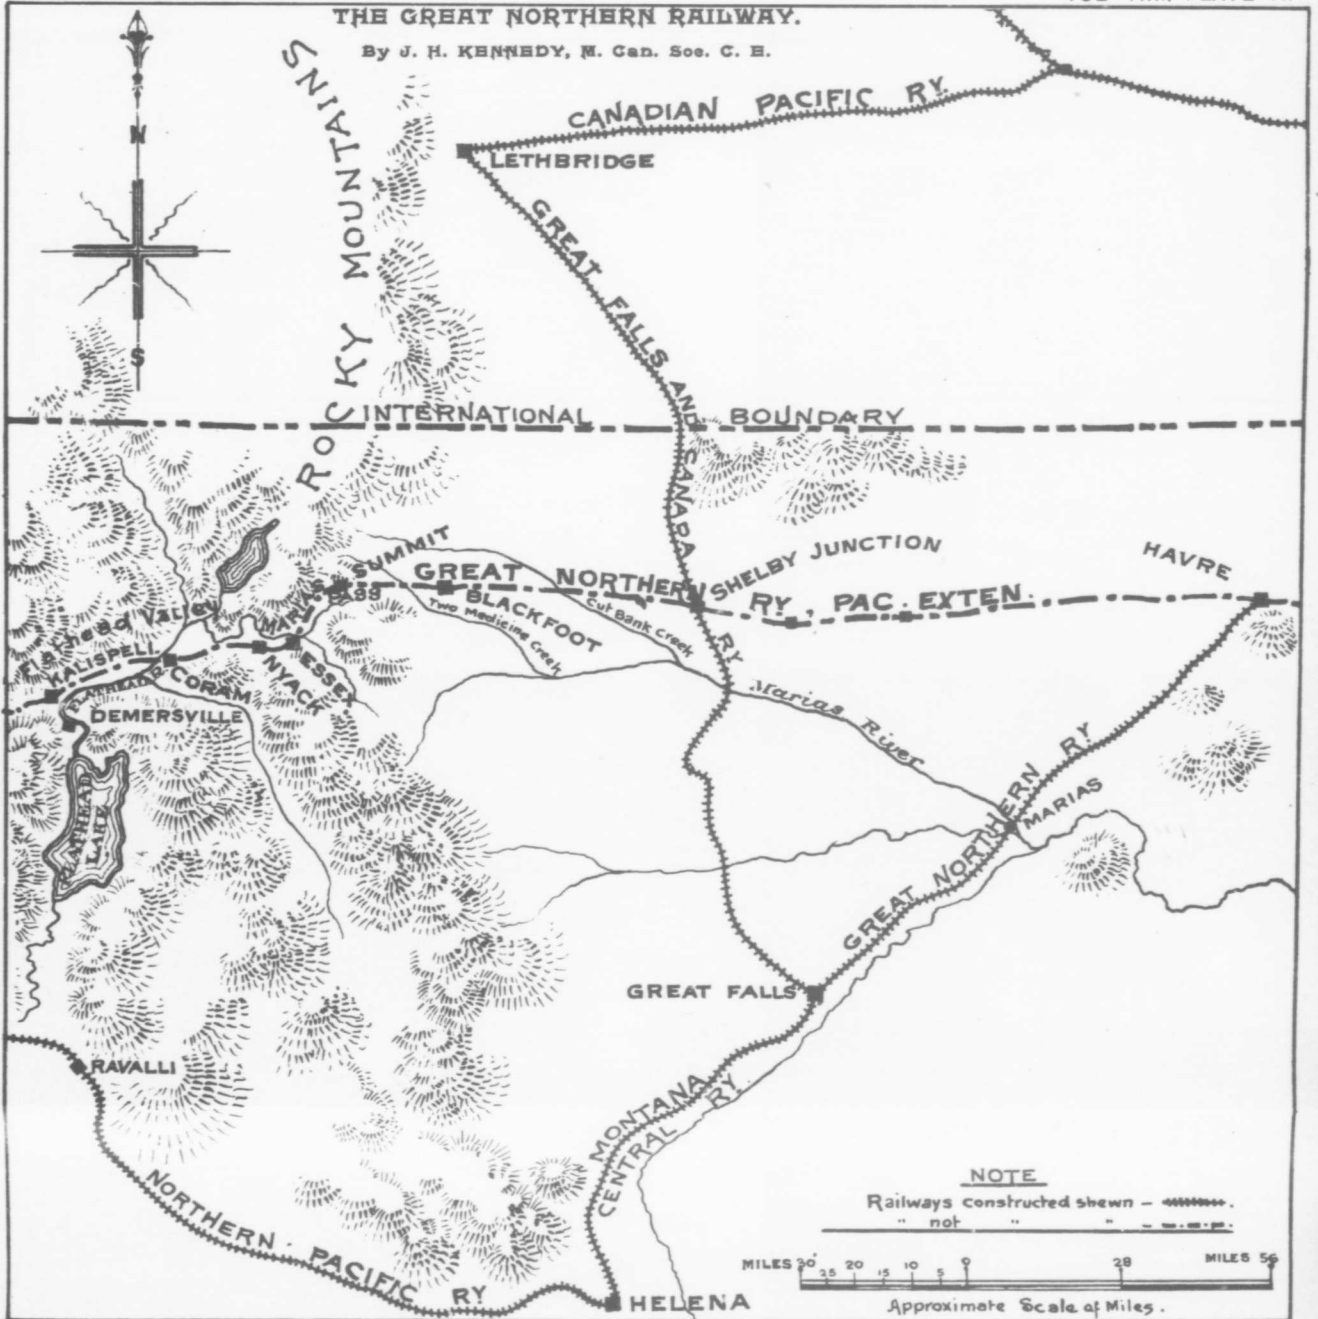 THE GREAT NORTHERN RAILWAY.
By J. H. KENNEDY, M. Can. Soc. C. E.
N
S
ROCKY MOUNTAINS
CANADIAN PACIFIC RY.
LETHBRIDGE
GREAT FALLS AND CANARA RY
INTERNATIONAL BOUNDARY
SUMMIT
MARIAS PASS
GREAT NORTHERN RY, PAC. EXTEN.
SHELBY JUNCTION
HAVRE
BLACKFOOT
Two Medicine Creek
Cut Bank Creek
Flathead Valley
KALISPELL
FLATHEAD R
CORAM
NYACK
ESSEX
DEMERSVILLE
FLATHEAD LAKE
Marias River
MARIAS
GREAT NORTHERN RY
GREAT FALLS
RAVALLI
MONTANA CENTRAL RY.
NORTHERN PACIFIC RY
HELENA
NOTE
Railways constructed shewn -
" not " " -
MILES 30 25 20 15 10 5 0 28 MILES 56
Approximate Scale of Miles.